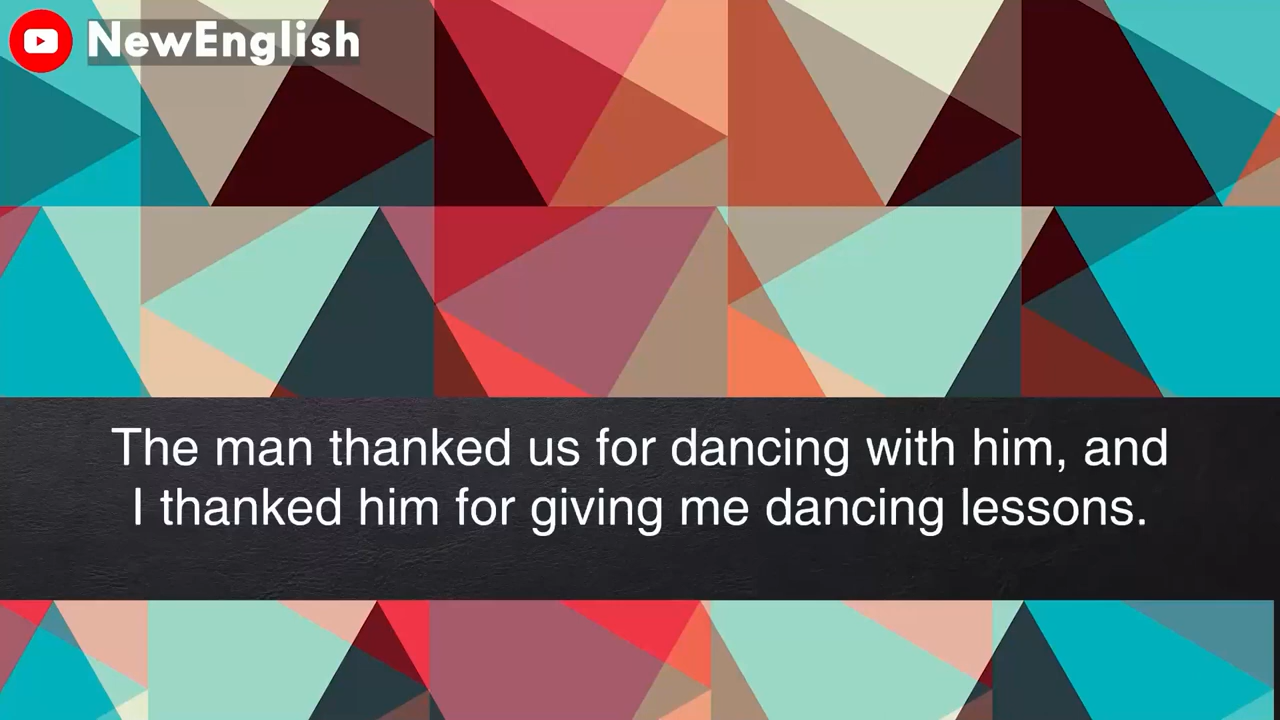 NewEnglish
The man thanked us for dancing with him, and
I thanked him for giving me dancing lessons.